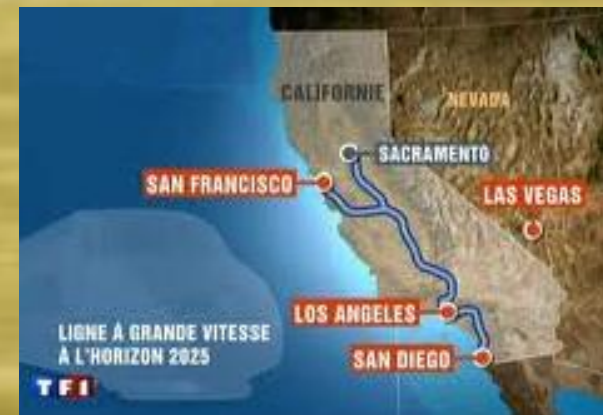 CALIFORNIE
NEVADA
SACRAMENTO
SAN FRANCISCO
LAS VEGAS
LOS ANGELES
LIGNE À GRANDE VITESSE
À L'HORIZON 2025
SAN DIEGO
TF1